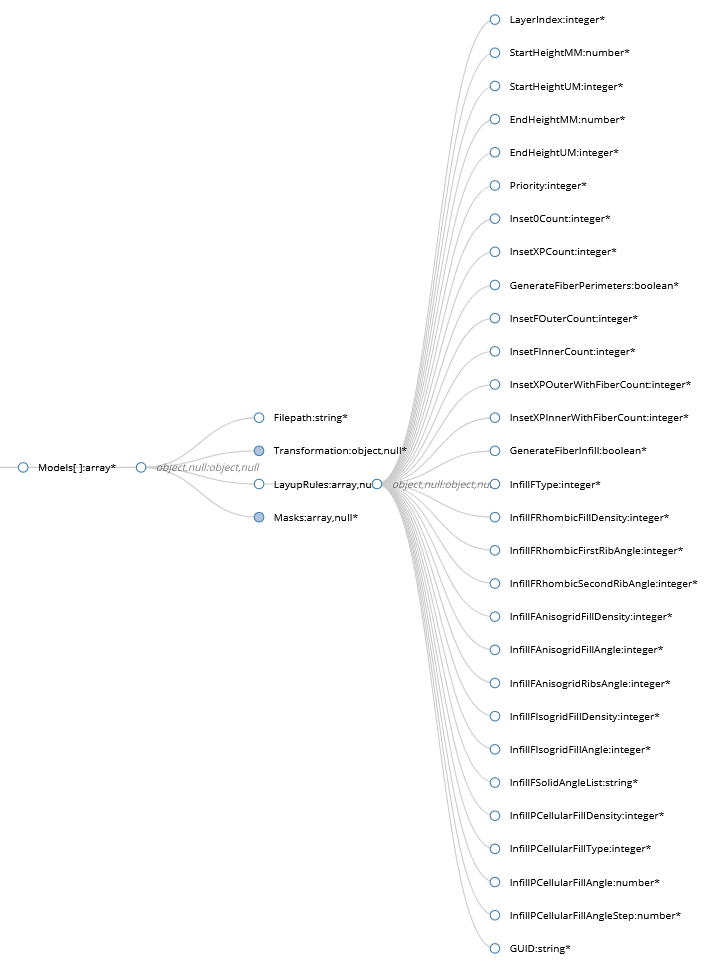 LayerIndex:integer*
StartHeightMM:number*
StartHeightUM:integer*
EndHeightMM:number*
EndHeightUM:integer*
Priority:integer*
Inset0Count:integer*
InsetXPCount:integer*
GenerateFiberPerimeters:boolean*
InsetFOuterCount:integer*
InsetFInnerCount:integer*
InsetXPOuterWithFiberCount:integer*
Filepath:string*
InsetXPInnerWithFiberCount:integer*
Transformation:object,null*
GenerateFiberInfill:boolean*
Models[ ]:array*
object,null:object,null
LayupRules:array,nu
object,null:object,nu
InfillFType:integer*
Masks:array,null*
InfillFRhombicFillDensity:integer*
InfillFRhombicFirstRibAngle:integer*
InfillFRhombicSecondRibAngle:integer*
InfillFAnisogridFillDensity:integer*
InfillFAnisogridFillAngle:integer*
InfillFAnisogridRibsAngle:integer*
InfillFIsogridFillDensity:integer*
InfillFIsogridFillAngle:integer*
InfillFSolidAngleList:string*
InfillPCellularFillDensity:integer*
InfillPCellularFillType:integer*
InfillPCellularFillAngle:number*
InfillPCellularFillAngleStep:number*
GUID:string*